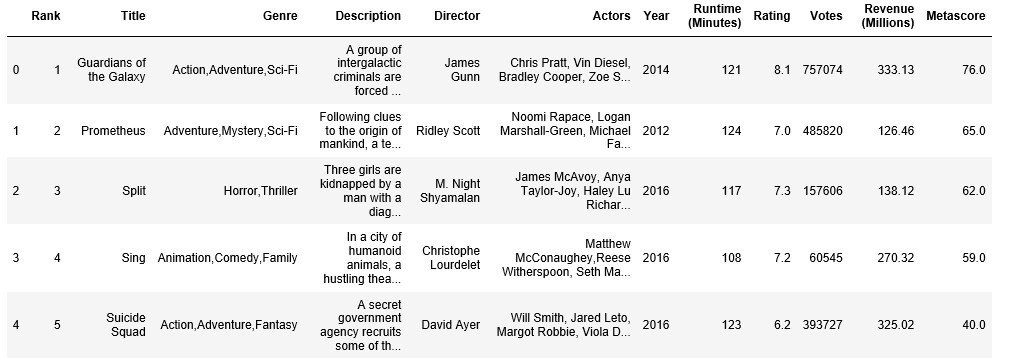 Rank Title Genre Description Director Actors Year Runtime (Minutes) Rating Votes Revenue (Millions) Metascore
0 1 Guardians of the Galaxy Action,Adventure,Sci-Fi A group of intergalactic criminals are forced ... James Gunn Chris Pratt, Vin Diesel, Bradley Cooper, Zoe S... 2014 121 8.1 757074 333.13 76.0
1 2 Prometheus Adventure,Mystery,Sci-Fi Following clues to the origin of mankind, a te... Ridley Scott Noomi Rapace, Logan Marshall-Green, Michael Fa... 2012 124 7.0 485820 126.46 65.0
2 3 Split Horror,Thriller Three girls are kidnapped by a man with a diag... M. Night Shyamalan James McAvoy, Anya Taylor-Joy, Haley Lu Richar... 2016 117 7.3 157606 138.12 62.0
3 4 Sing Animation,Comedy,Family In a city of humanoid animals, a hustling thea... Christophe Lourdelet Matthew McConaughey,Reese Witherspoon, Seth Ma... 2016 108 7.2 60545 270.32 59.0
4 5 Suicide Squad Action,Adventure,Fantasy A secret government agency recruits some of th... David Ayer Will Smith, Jared Leto, Margot Robbie, Viola D... 2016 123 6.2 393727 325.02 40.0